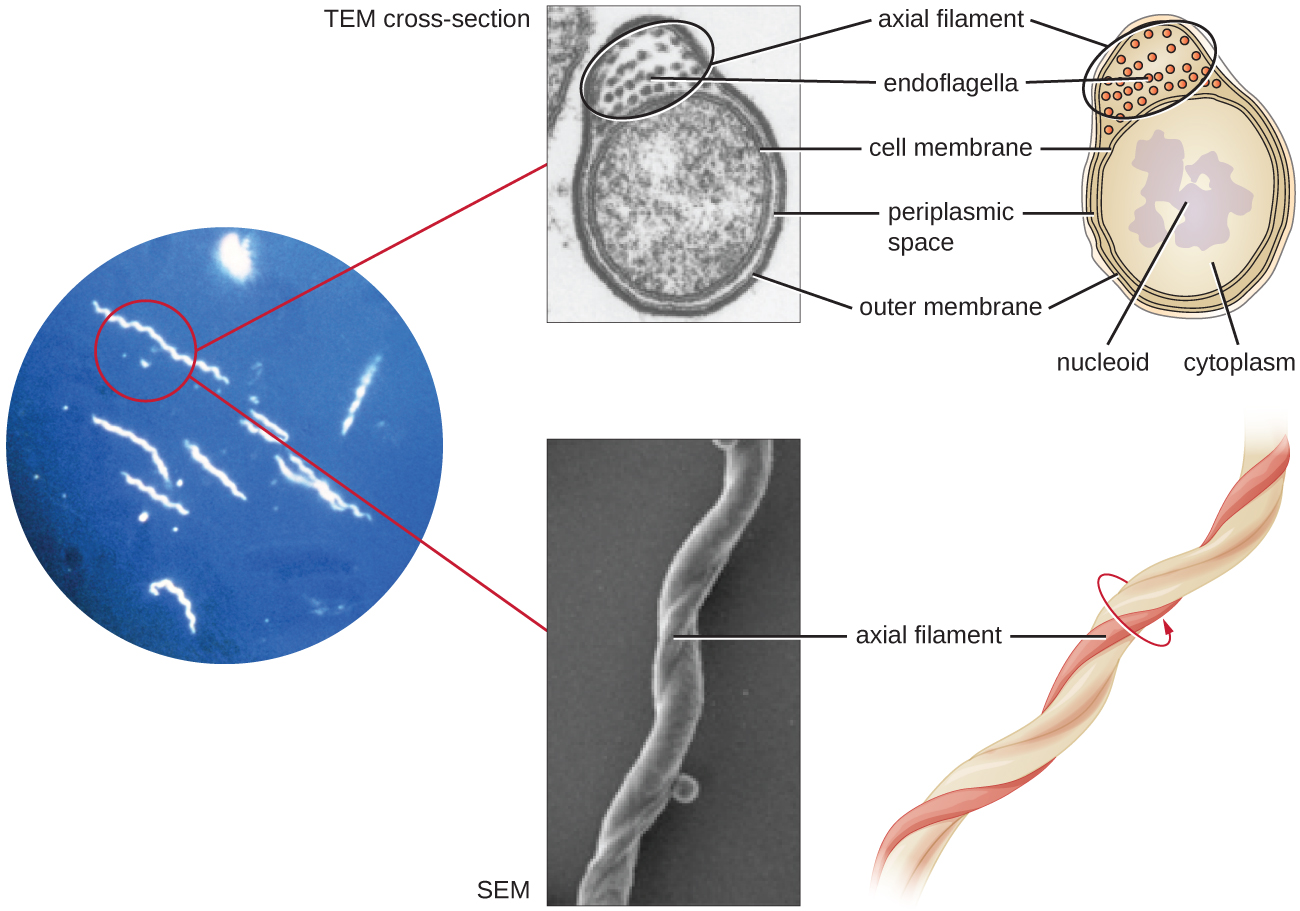 TEM cross-section
axial filament
endoflagella
cell membrane
periplasmic
space
outer membrane
nucleoid
cytoplasm
axial filament
SEM